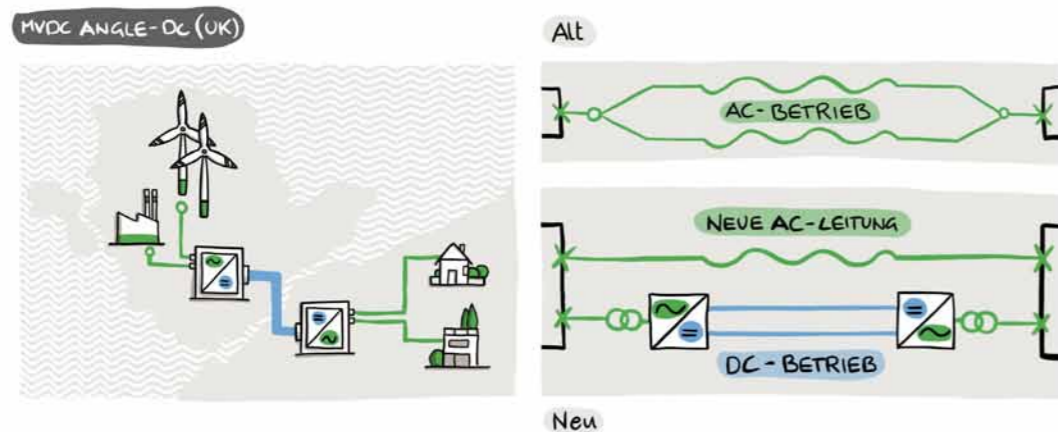 MVDC ANGLE-DC (UK)
Alt
AC-BETRIEB
NEUE AC-LEITUNG
DC-BETRIEB
Neu